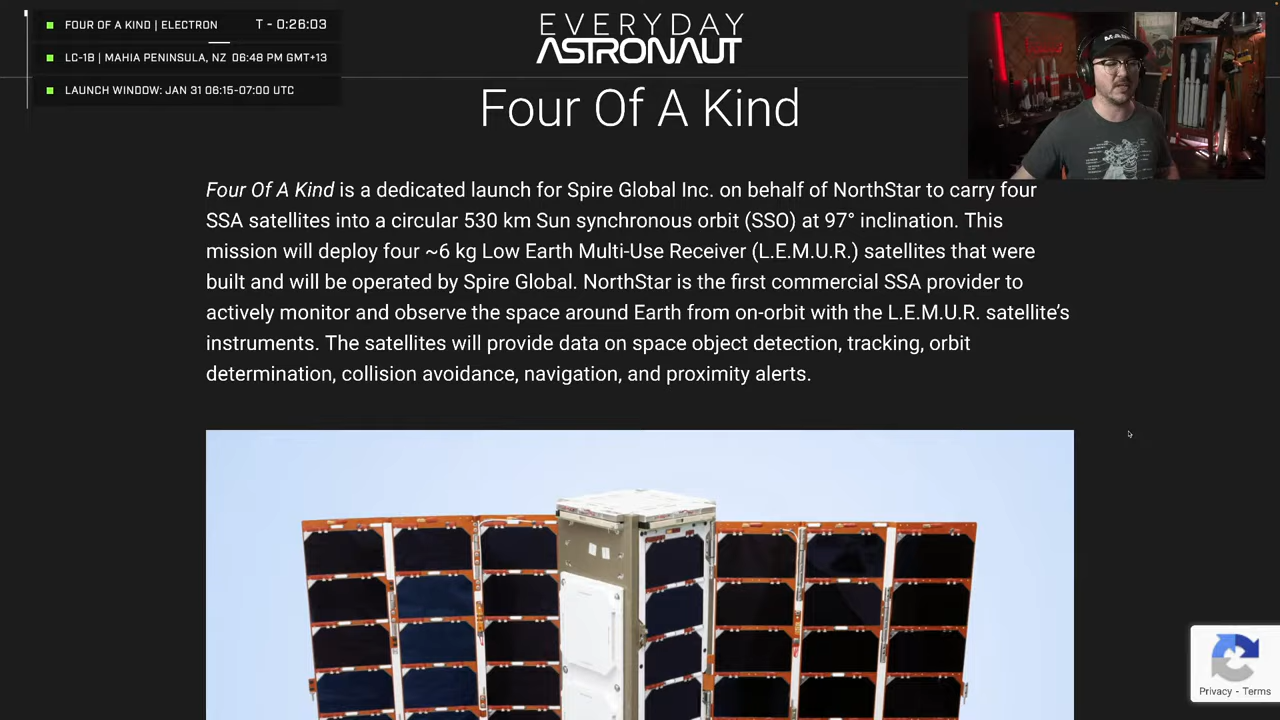 FOUR OF A KIND | ELECTRON T - 0:26:03
LC-1B | MAHIA PENINSULA, NZ 06:48 PM GMT+13
LAUNCH WINDOW: JAN 31 06:15-07:00 UTC
EVERYDAY
ASTRONAUT
Four Of A Kind
Four Of A Kind is a dedicated launch for Spire Global Inc. on behalf of NorthStar to carry four
SSA satellites into a circular 530 km Sun synchronous orbit (SSO) at 97° inclination. This
mission will deploy four ~6 kg Low Earth Multi-Use Receiver (L.E.M.U.R.) satellites that were
built and will be operated by Spire Global. NorthStar is the first commercial SSA provider to
actively monitor and observe the space around Earth from on-orbit with the L.E.M.U.R. satellite’s
instruments. The satellites will provide data on space object detection, tracking, orbit
determination, collision avoidance, navigation, and proximity alerts.
Privacy - Terms